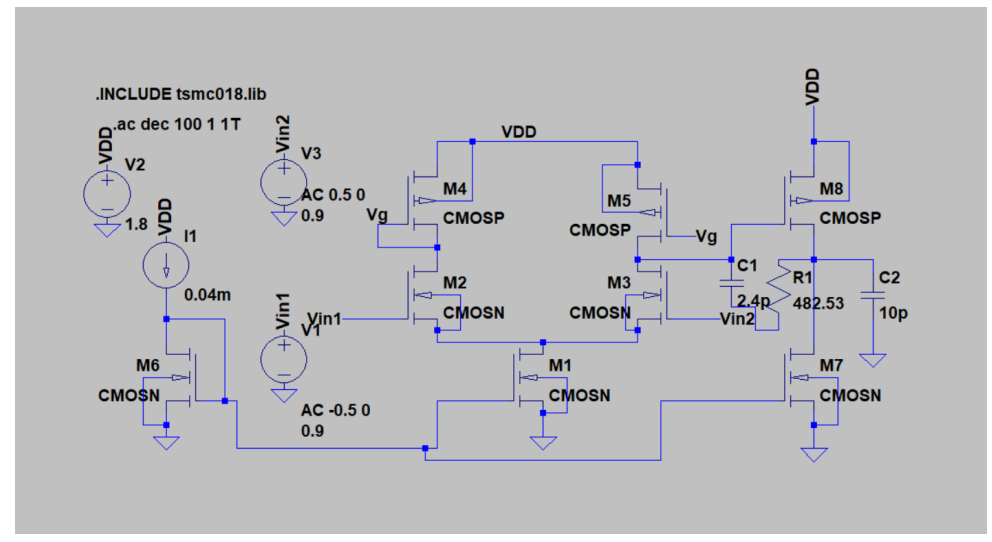 .INCLUDE tsmc018.lib
.ac dec 100 1 1T
VDD
V2
1.8
VDD
I1
0.04m
Vin2
V3
AC 0.5 0
0.9
Vin1
V1
AC -0.5 0
0.9
VDD
M4
CMOSP
Vg
M5
CMOSP
Vg
VDD
M8
CMOSP
M2
CMOSN
Vin1
M3
CMOSN
Vin2
C1
2.4p
R1
482.53
C2
10p
M6
CMOSN
M1
CMOSN
M7
CMOSN